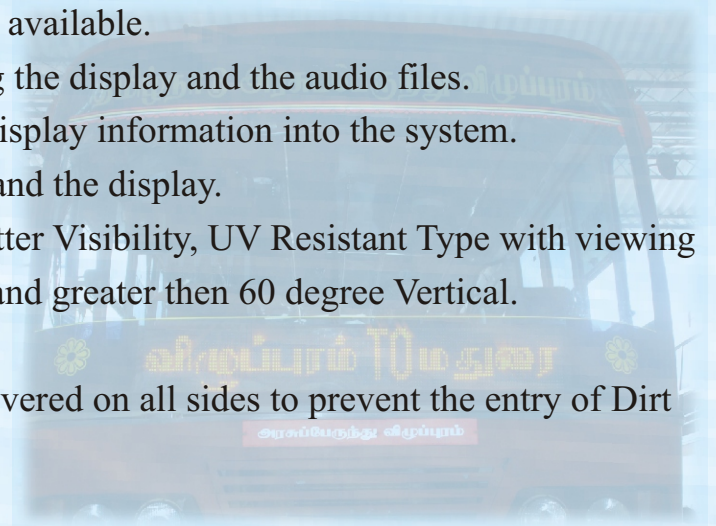 available.
g the display and the audio files.
isplay information into the system.
and the display.
tter Visibility, UV Resistant Type with viewing
and greater then 60 degree Vertical.
விழுப்புரம் TO மதுரை
vered on all sides to prevent the entry of Dirt
அரசுப்பேருந்து விழுப்புரம்